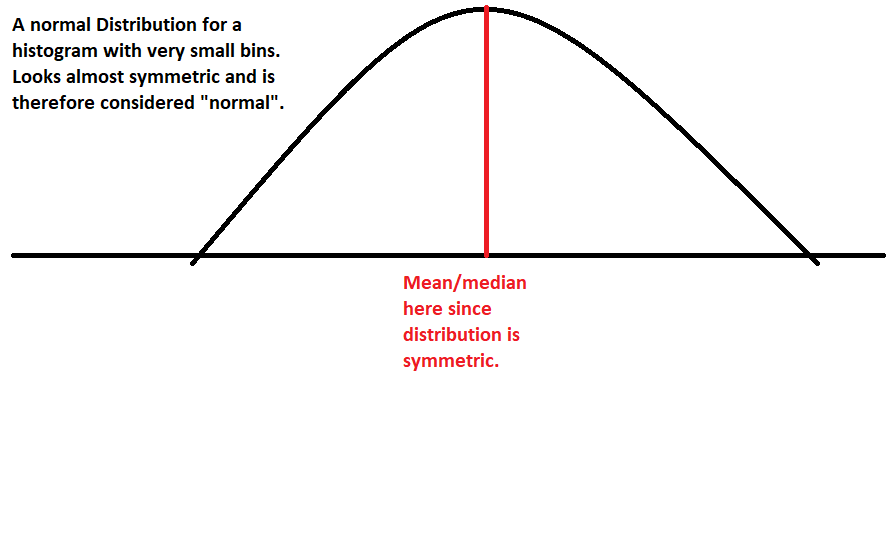 A normal Distribution for a
histogram with very small bins.
Looks almost symmetric and is
therefore considered "normal".
Mean/median
here since
distribution is
symmetric.